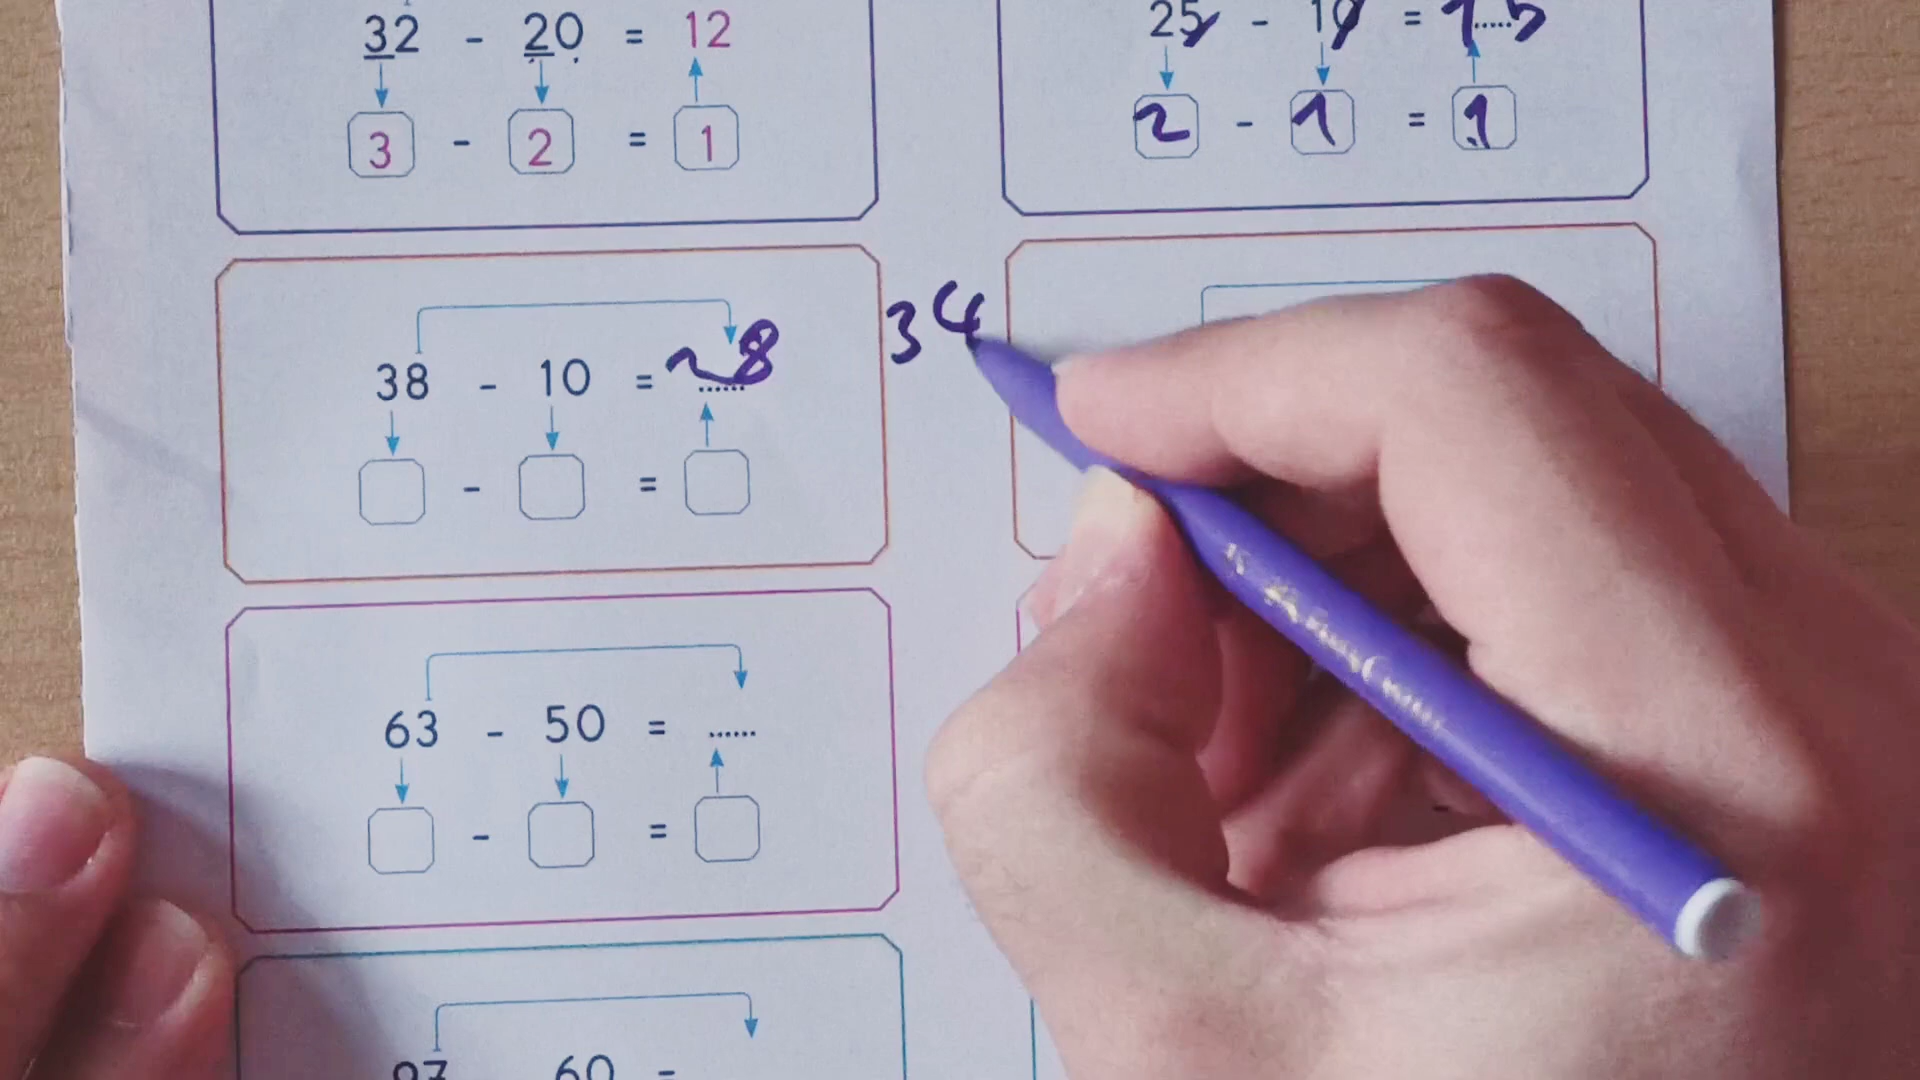 32 - 20 = 12
3 - 2 = 1
25 - 10 = 15
2 - 1 = 1
38 - 10 = 28
34
- =
63 - 50 = ......
- =
97 60 =